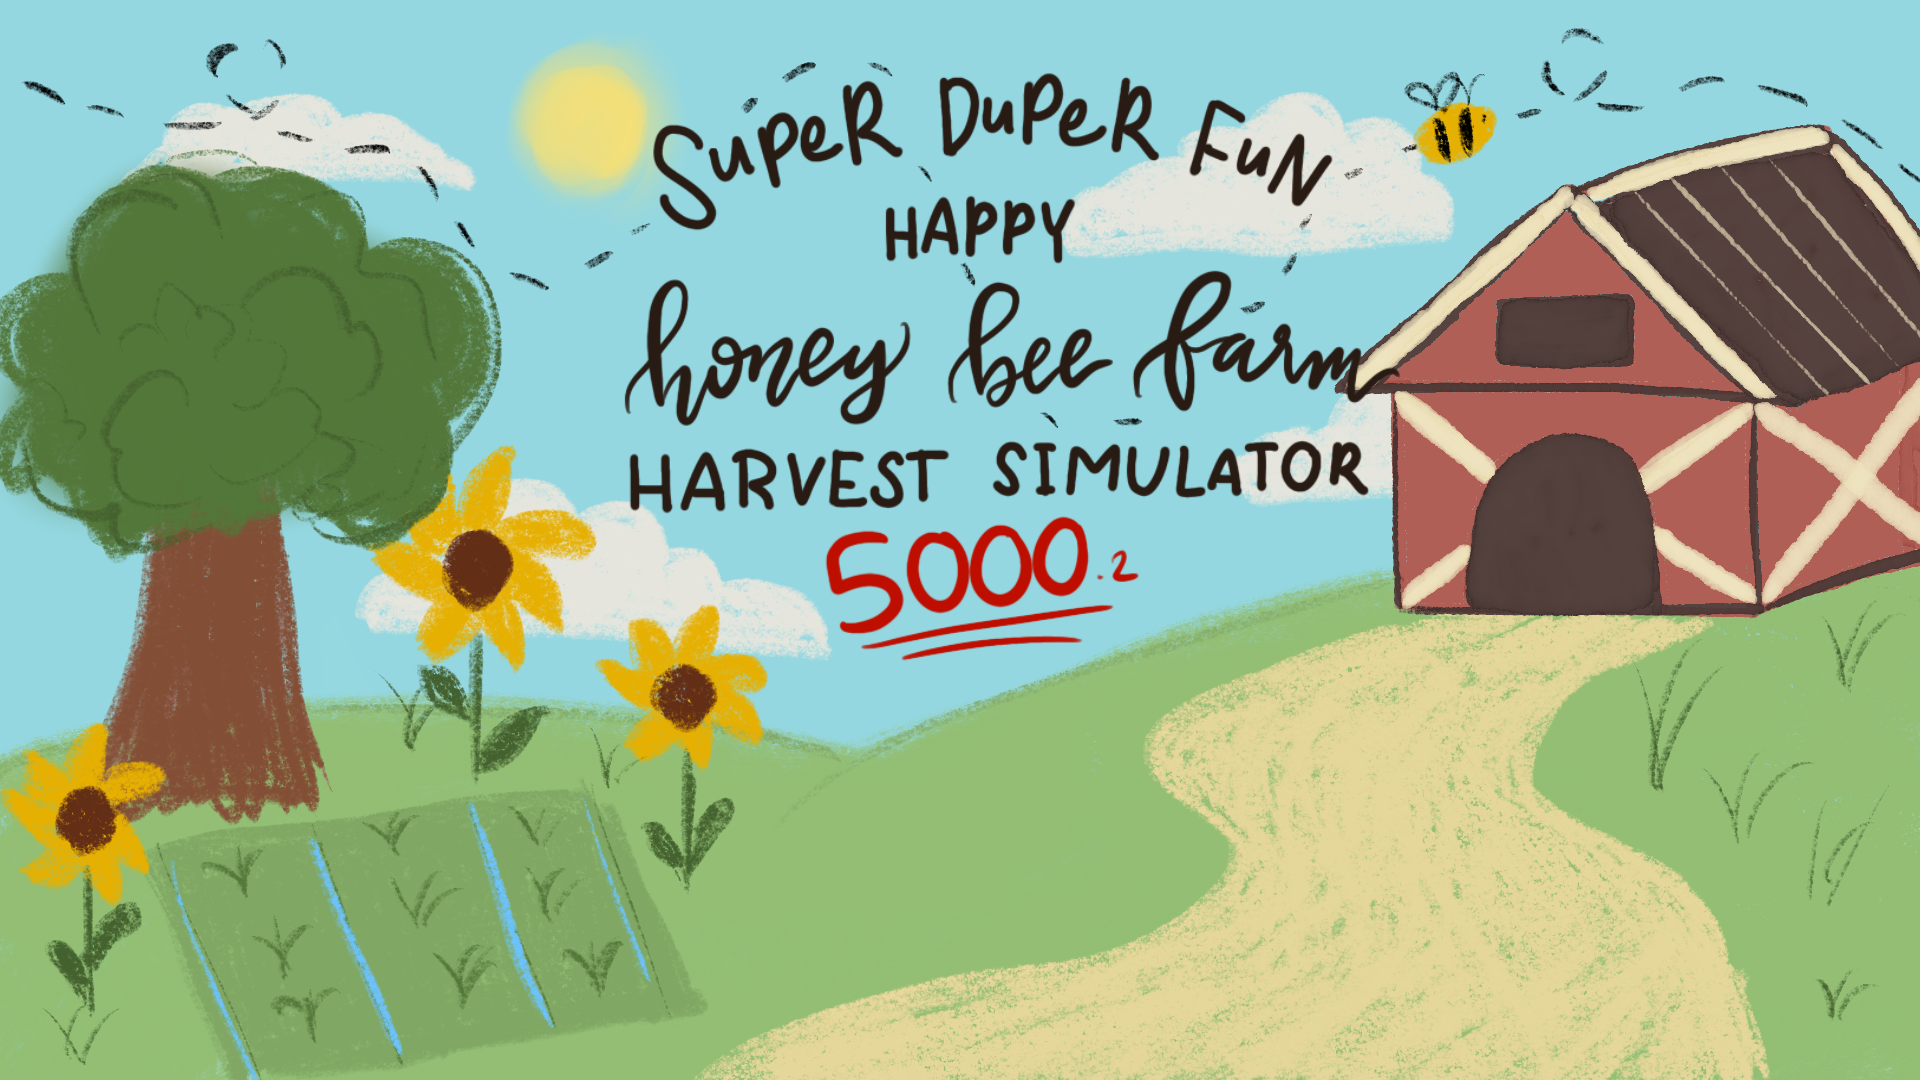 SUPER DUPER FUN
HAPPY
honey bee farm
HARVEST SIMULATOR
5000.2